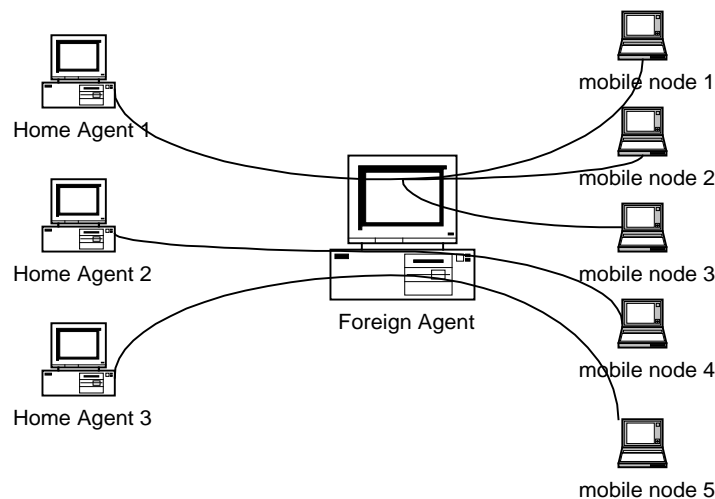 mobile node 1
Home Agent 1
mobile node 2
Home Agent 2
mobile node 3
Foreign Agent
mobile node 4
Home Agent 3
mobile node 5